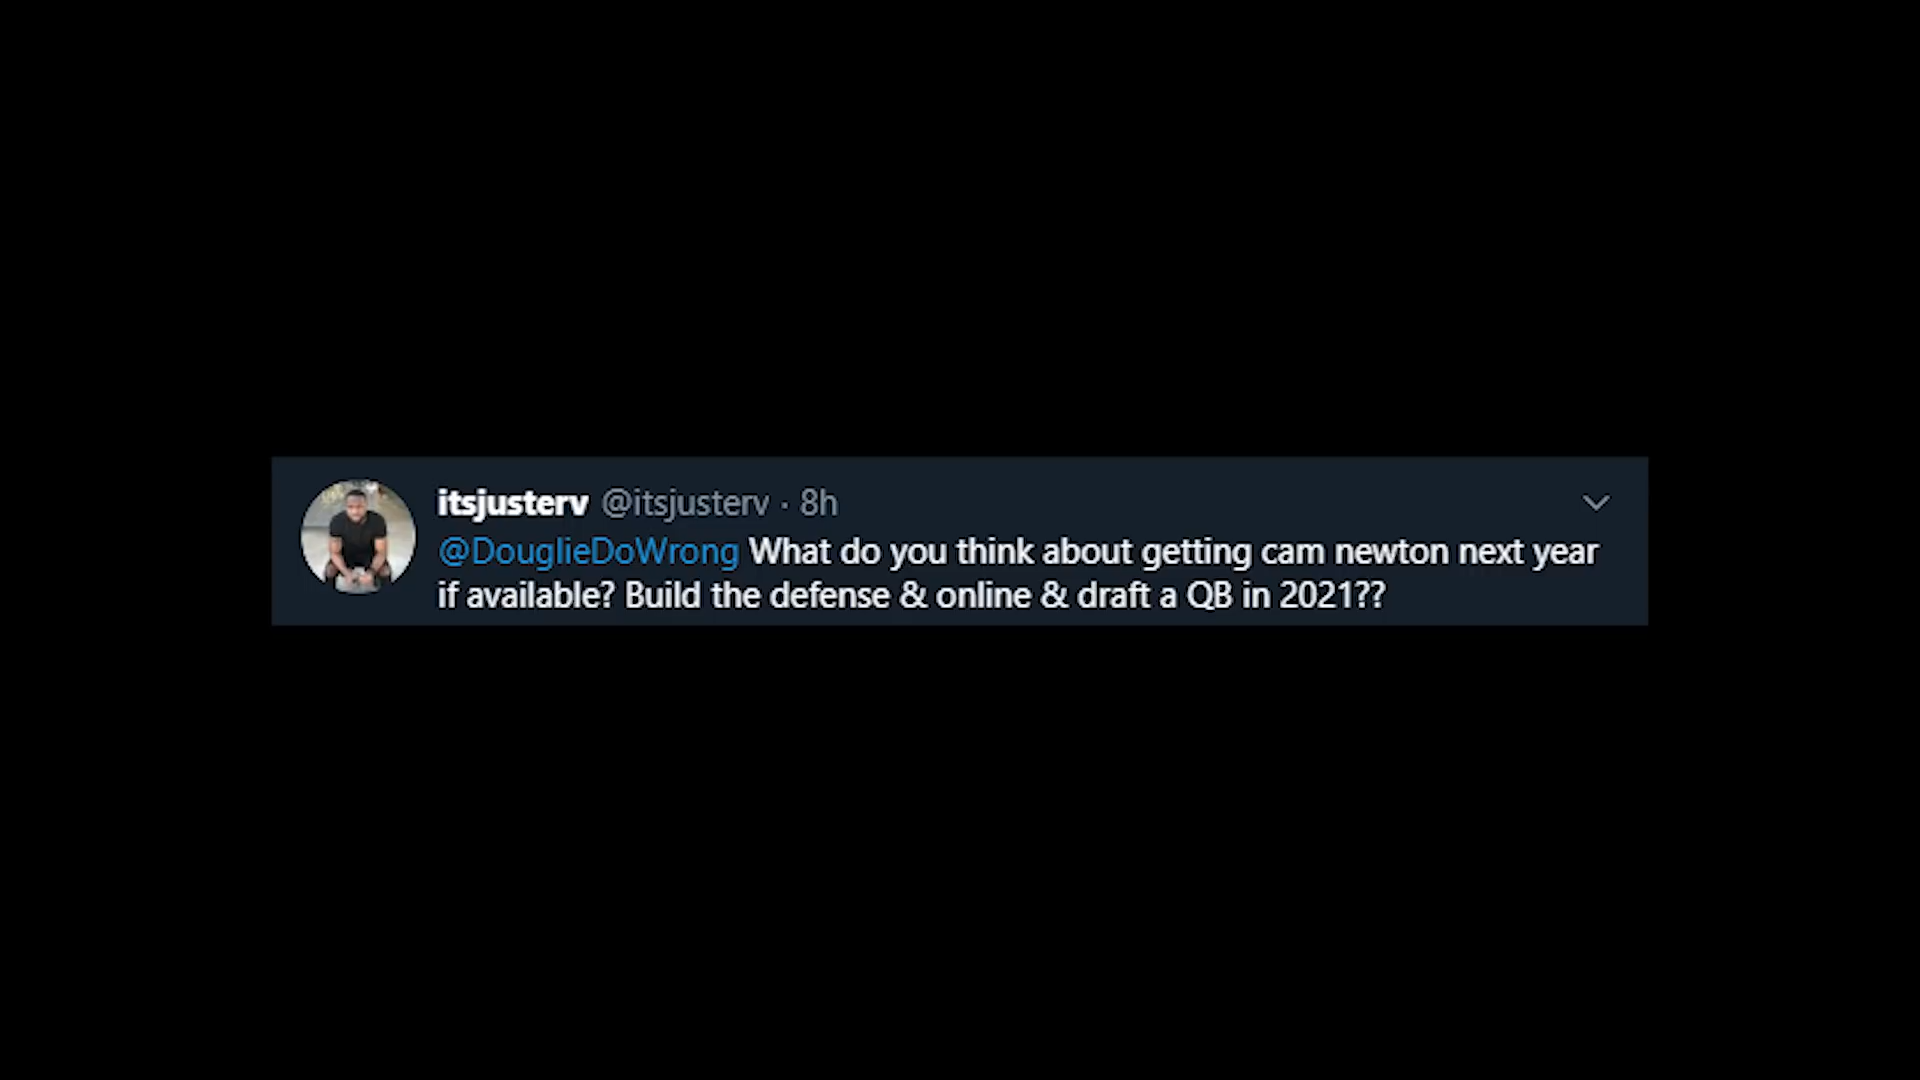 itsjusterv @itsjusterv · 8h
@DouglieDoWrong What do you think about getting cam newton next year
if available? Build the defense & online & draft a QB in 2021??